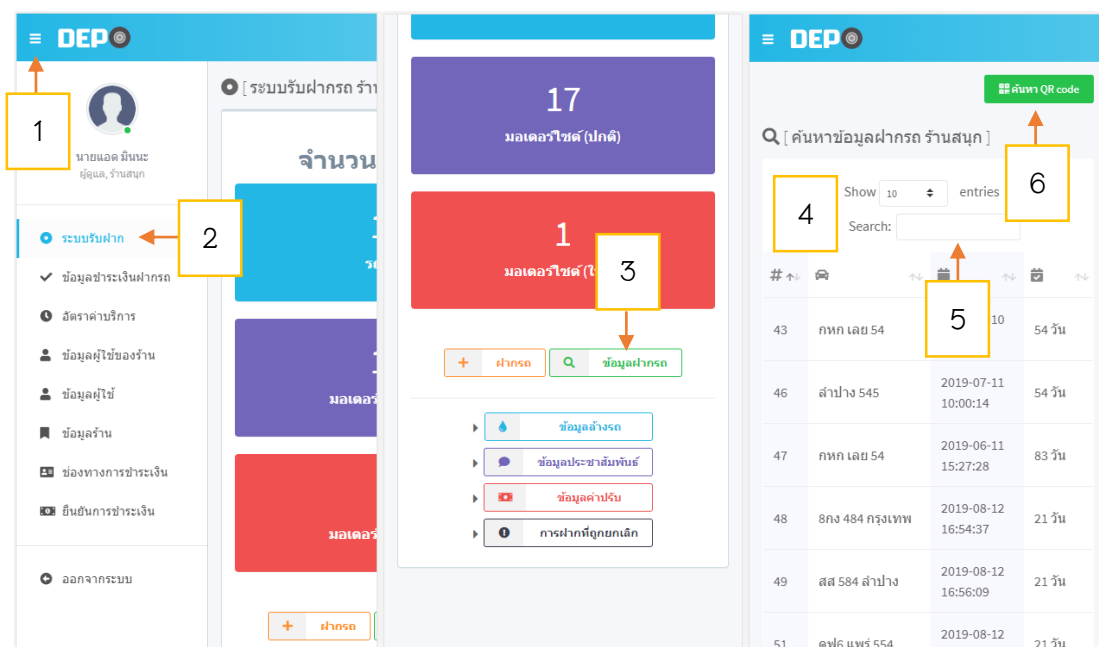 DEPO
1
นายแอด มินนะ
ผู้ดูแล, ร้านสนุก
ระบบรับฝาก
2
ข้อมูลชำระเงินฝากรถ
อัตราค่าบริการ
ข้อมูลผู้ใช้ของร้าน
ข้อมูลผู้ใช้
ข้อมูลร้าน
ช่องทางการชำระเงิน
ยืนยันการชำระเงิน
ออกจากระบบ
[ ระบบรับฝากรถ
จำนวน
+ ฝากรถ
17
มอเตอร์ไซต์ (ปกติ)
1
มอเตอร์ไซต์
3
+ ฝากรถ
ข้อมูลฝากรถ
ข้อมูลล้างรถ
ข้อมูลประชาสัมพันธ์
ข้อมูลค่าปรับ
การฝากที่ถูกยกเลิก
DEPO
ค้นหา QR code
[ ค้นหาข้อมูลฝากรถ ร้านสนุก ]
6
4
Show 10 entries
Search:
5
#
43 กหก เลย 54 10 54 วัน
46 ลำปาง 545 2019-07-11 10:00:14 54 วัน
47 กหก เลย 54 2019-06-11 15:27:28 83 วัน
48 8กง 484 กรุงเทพ 2019-08-12 16:54:37 21 วัน
49 สส 584 ลำปาง 2019-08-12 16:56:09 21 วัน
51 แพร่ 554 2019-08-12 21 วัน